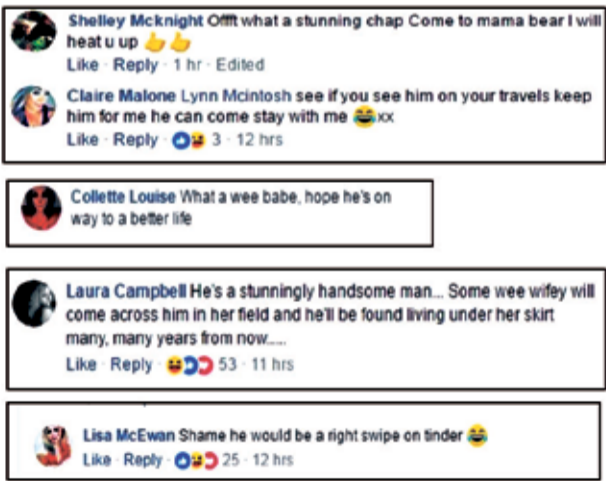 Shelley Mcknight Offft what a stunning chap Come to mama bear I will
heat u up 👍👍
Like · Reply · 1 hr · Edited
Claire Malone Lynn Mcintosh see if you see him on your travels keep
him for me he can come stay with me 😂xx
Like · Reply · 3 · 12 hrs
Collette Louise What a wee babe, hope he's on
way to a better life
Laura Campbell He's a stunningly handsome man... Some wee wifey will
come across him in her field and he'll be found living under her skirt
many, many years from now.....
Like · Reply · 53 · 11 hrs
Lisa McEwan Shame he would be a right swipe on tinder 😂
Like · Reply · 25 · 12 hrs